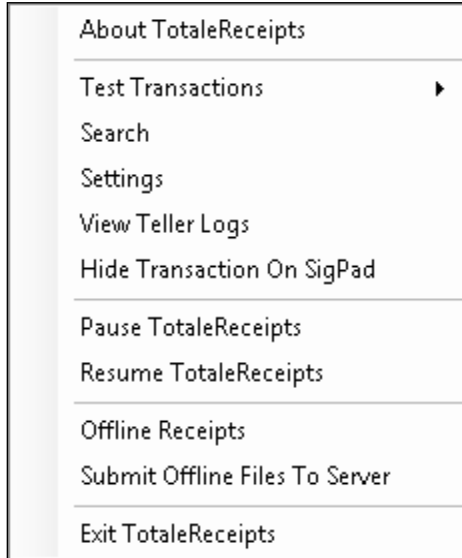 About TotaleReceipts
Test Transactions
Search
Settings
View Teller Logs
Hide Transaction On SigPad
Pause TotaleReceipts
Resume TotaleReceipts
Offline Receipts
Submit Offline Files To Server
Exit TotaleReceipts